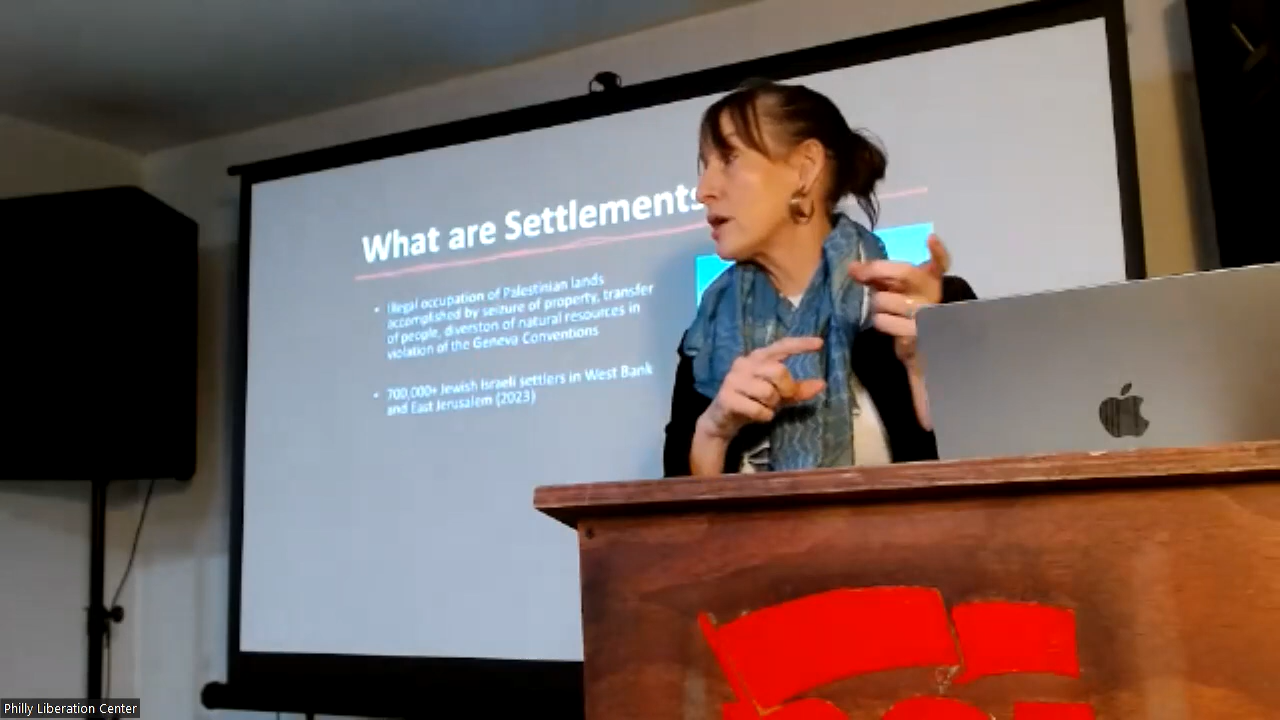 What are Settlements
• Illegal occupation of Palestinian lands
accomplished by seizure of property, transfer
of people, diversion of natural resources in
violation of the Geneva Conventions
• 700,000+ Jewish Israeli settlers in West Bank
and East Jerusalem (2023)
Philly Liberation Center